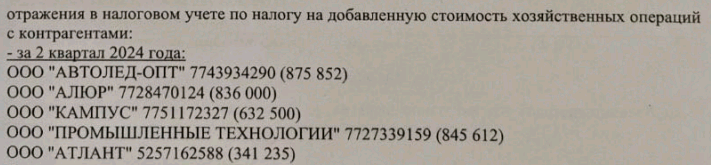 отражения в налоговом учете по налогу на добавленную стоимость хозяйственных операций
с контрагентами:
- за 2 квартал 2024 года:
ООО "АВТОЛЕД-ОПТ" 7743934290 (875 852)
ООО "АЛЮР" 7728470124 (836 000)
ООО "КАМПУС" 7751172327 (632 500)
ООО "ПРОМЫШЛЕННЫЕ ТЕХНОЛОГИИ" 7727339159 (845 612)
ООО "АТЛАНТ" 5257162588 (341 235)